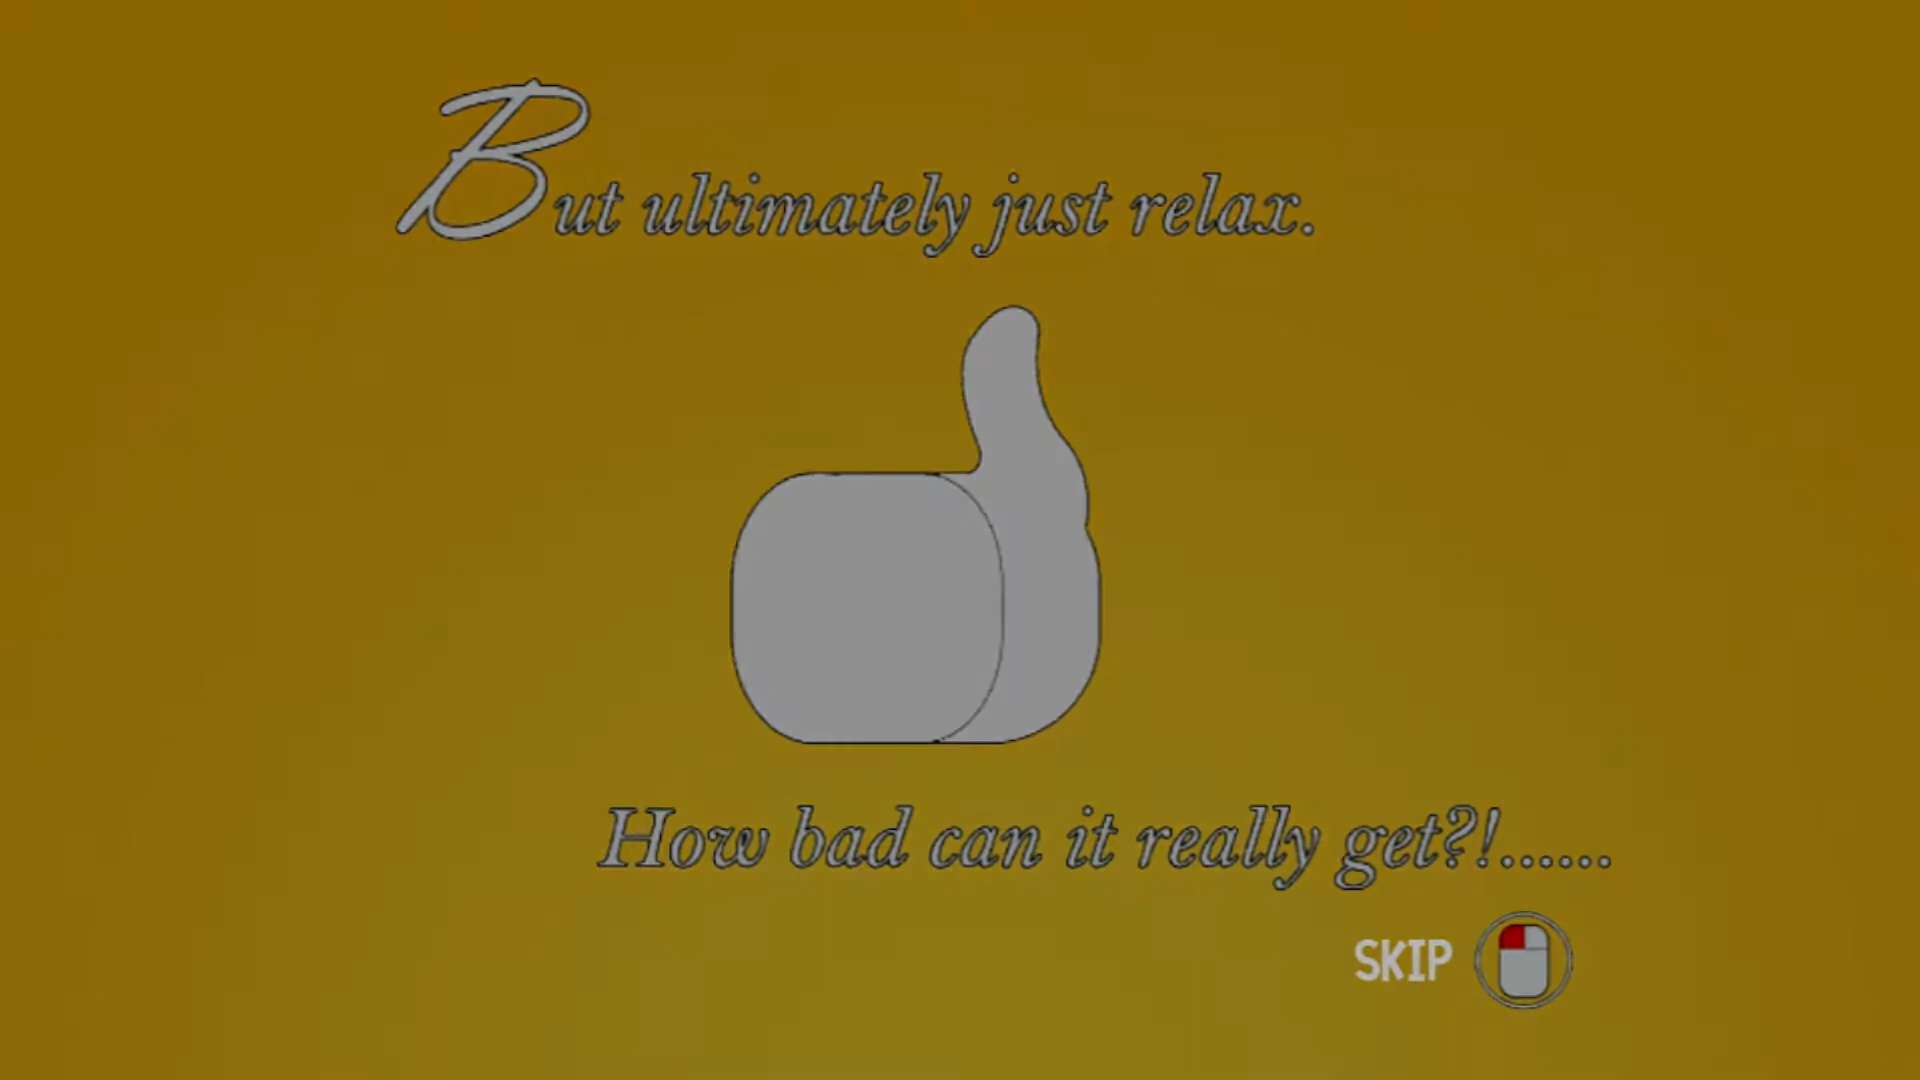 But ultimately just relax.
How bad can it really get?!......
SKIP